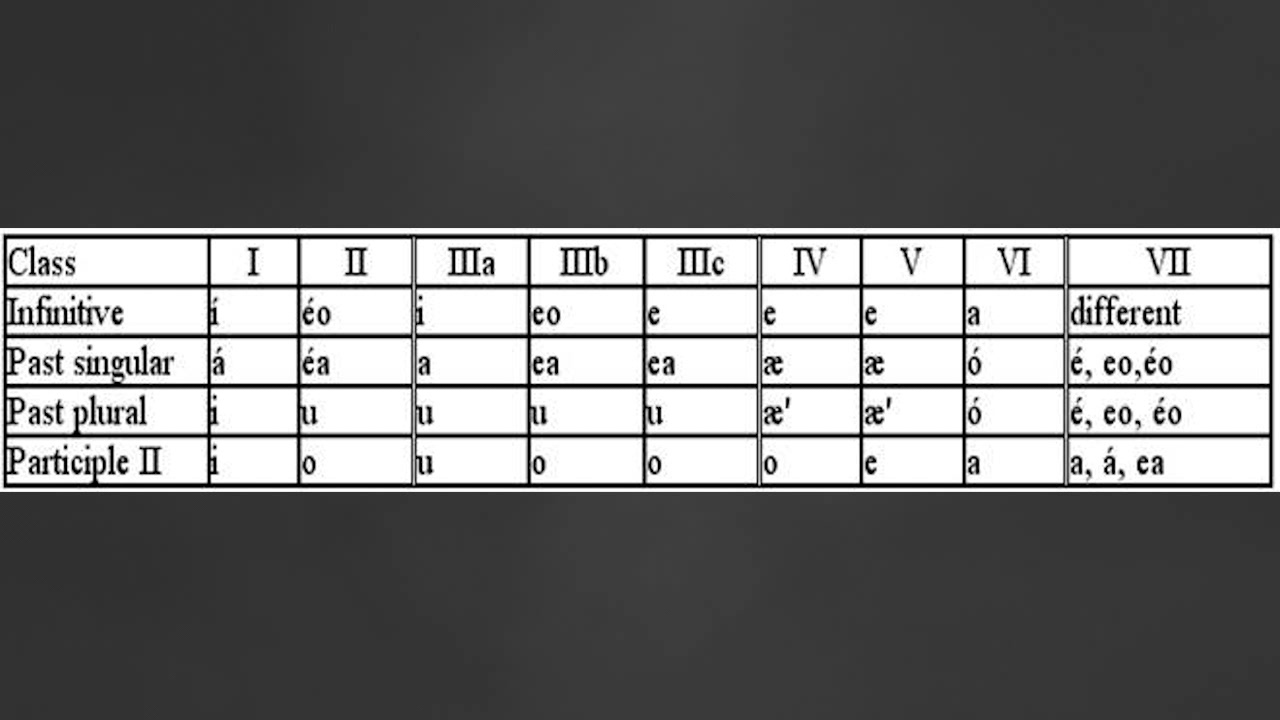 Class I II IIIa IIIb IIIc IV V VI VII
Infinitive í éo i eo e e e a different
Past singular á éa a ea ea æ æ ó é, eo,éo
Past plural i u u u u æ' æ' ó é, eo, éo
Participle II i o u o o o e a a, á, ea